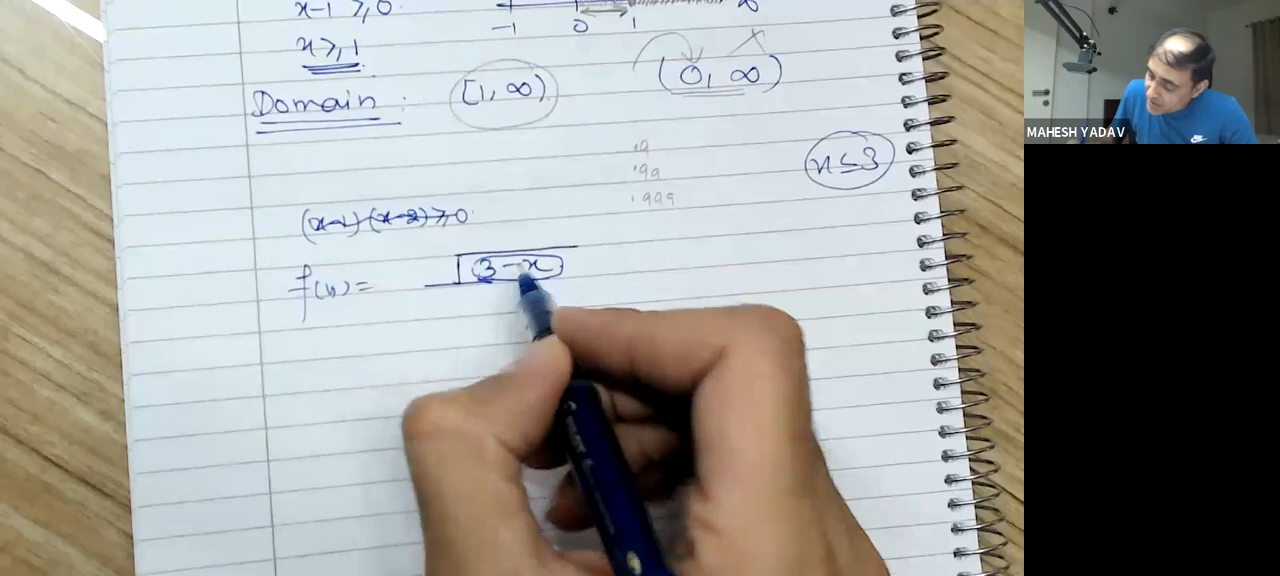 x-1 ≥ 0
-1 0 1 ∞
x ≥ 1
(0, ∞)
Domain : [1, ∞)
.9
.99
.999
x ≤ 3
(x-1)(x-2) ≥ 0
f(x) = √3-x
MAHESH YADAV